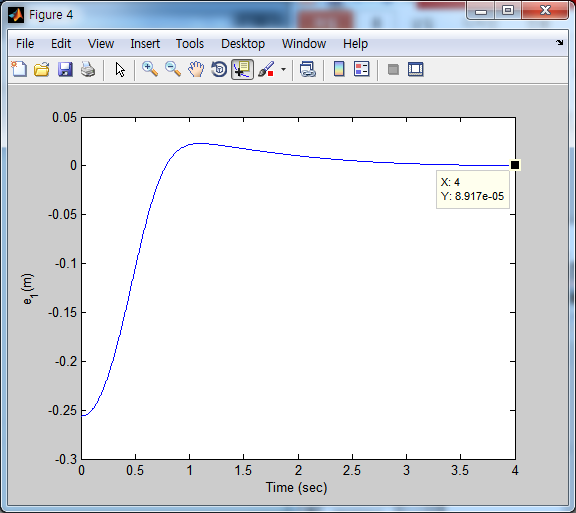 Figure 4
File Edit View Insert Tools Desktop Window Help
0.05
0
-0.05
-0.1
-0.15
-0.2
-0.25
-0.3
e1 (m)
X: 4
Y: 8.917e-05
0 0.5 1 1.5 2 2.5 3 3.5 4
Time (sec)